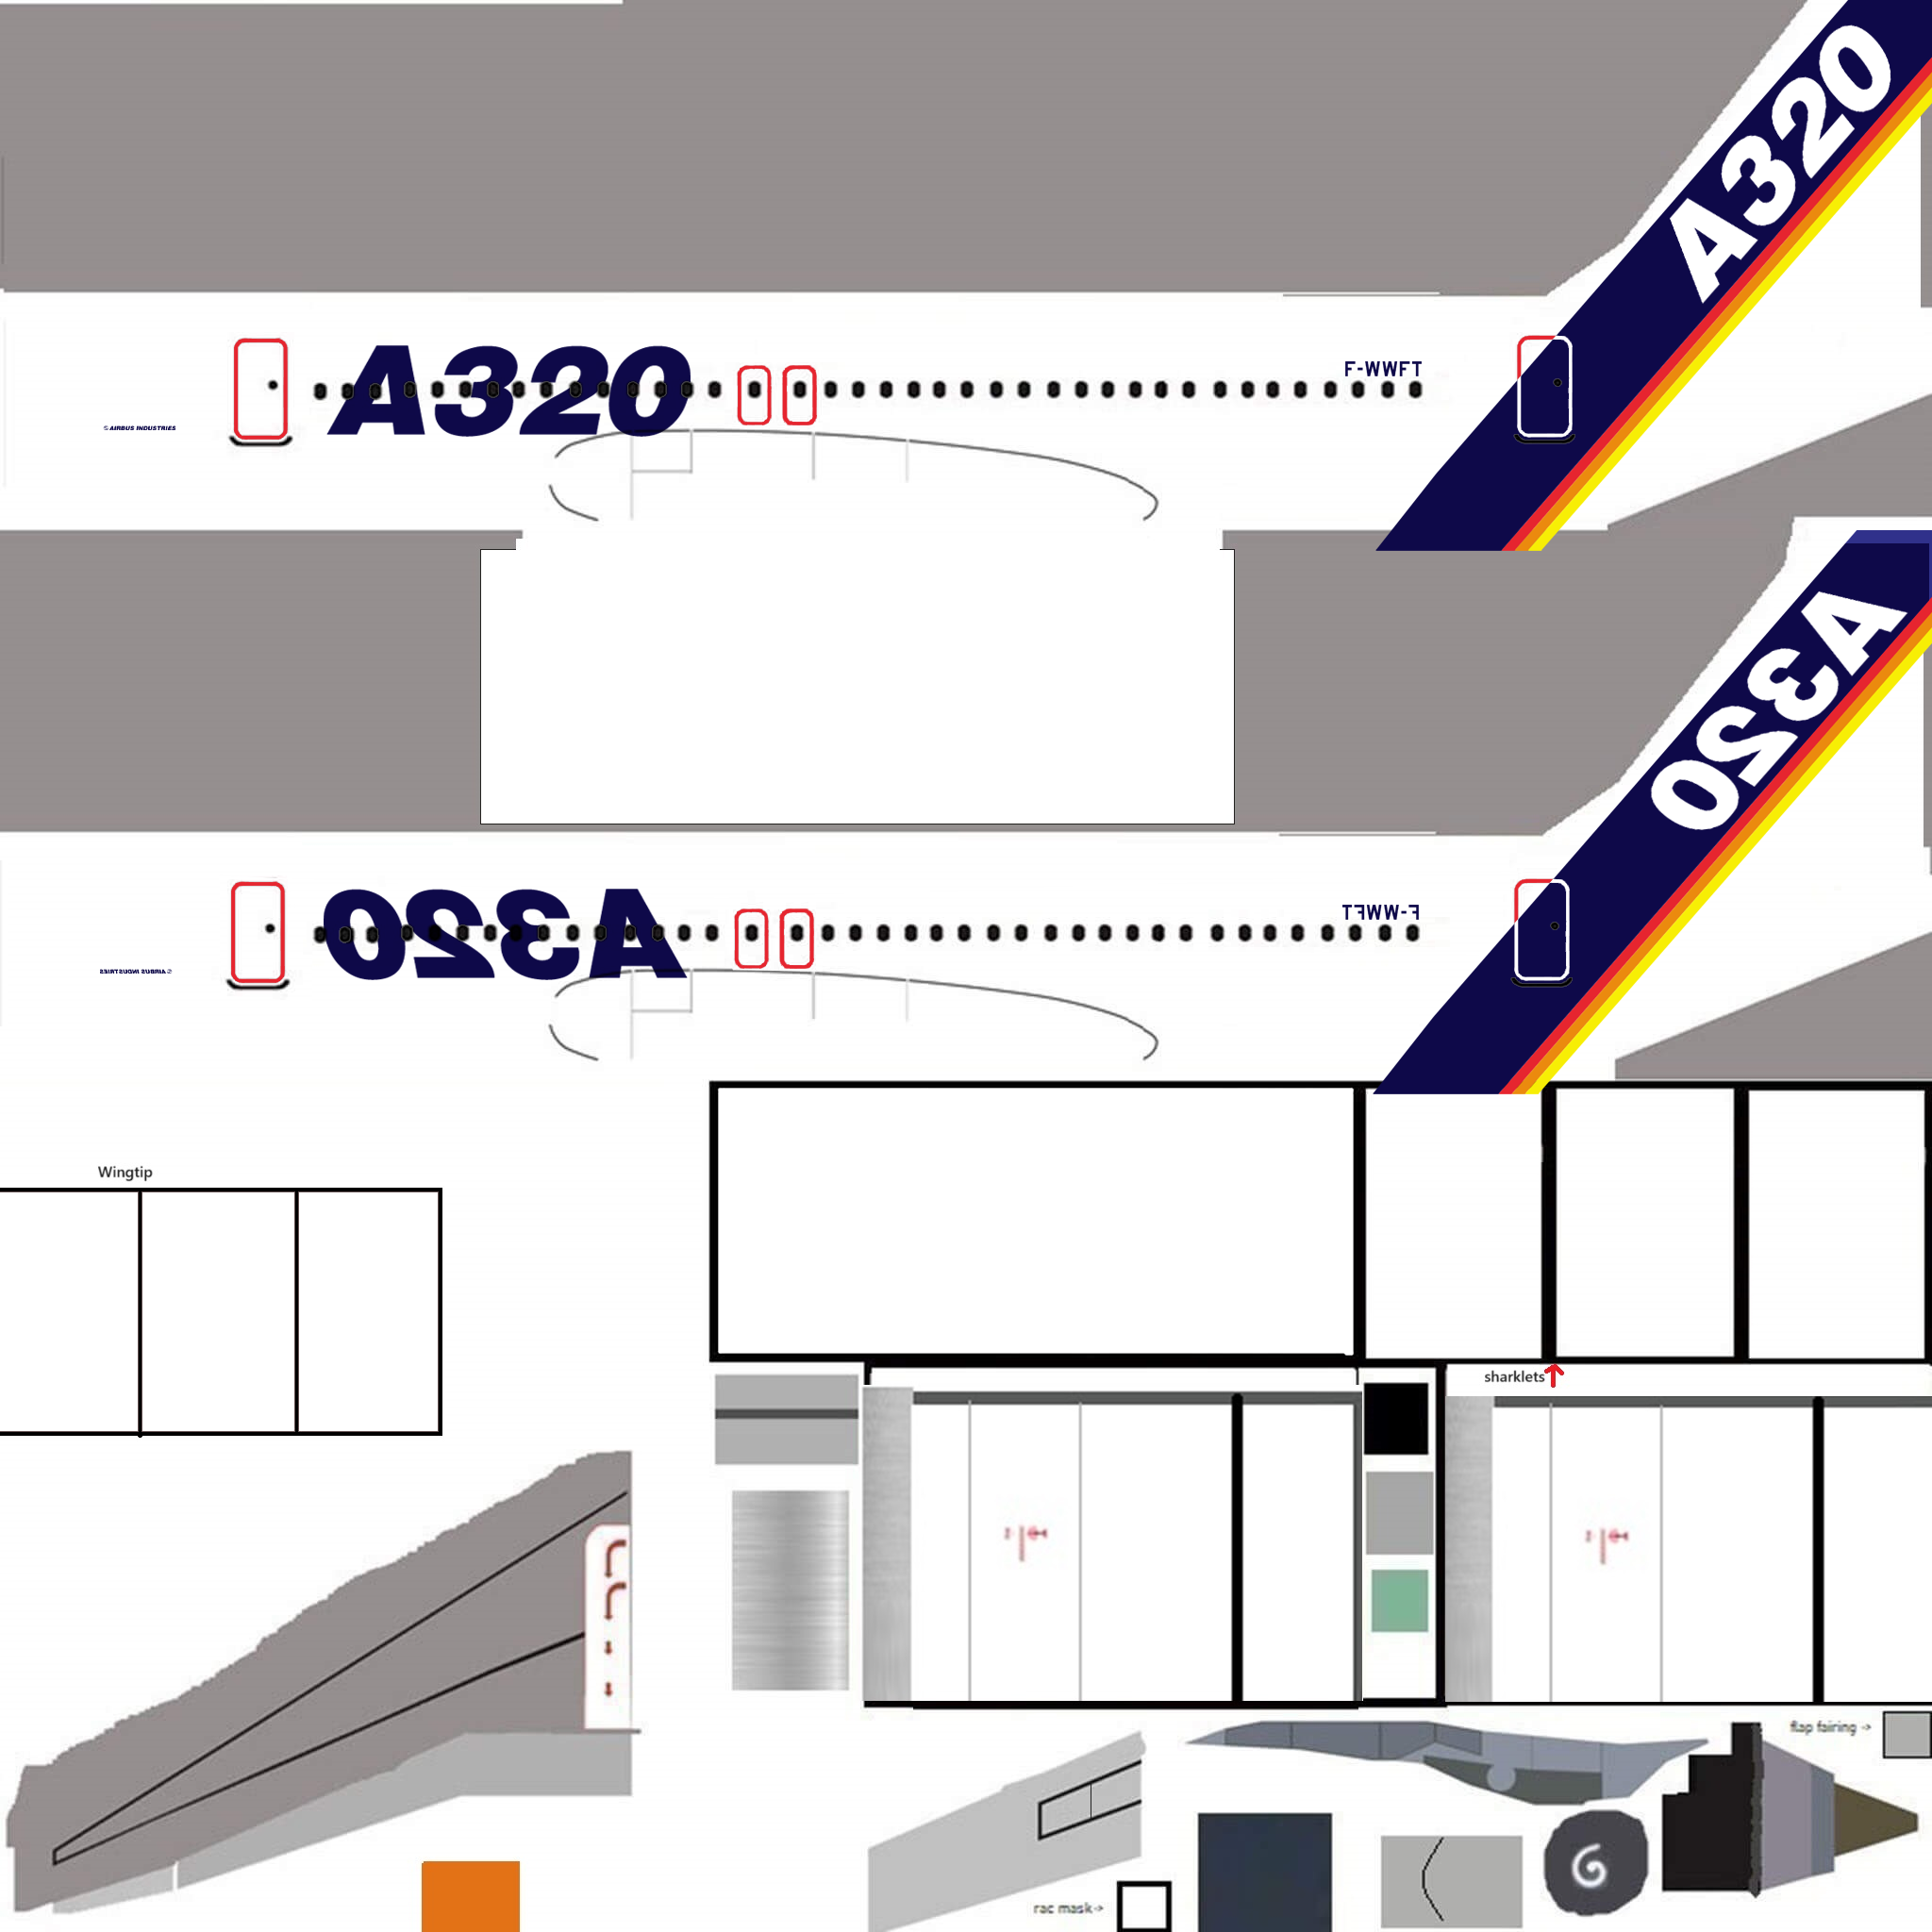 A320
A320
F-WWFT
© AIRBUS INDUSTRIES
A320
A320
F-WWFT
© AIRBUS INDUSTRIES
Wingtip
sharklets
flap fairing ->
rac mask->